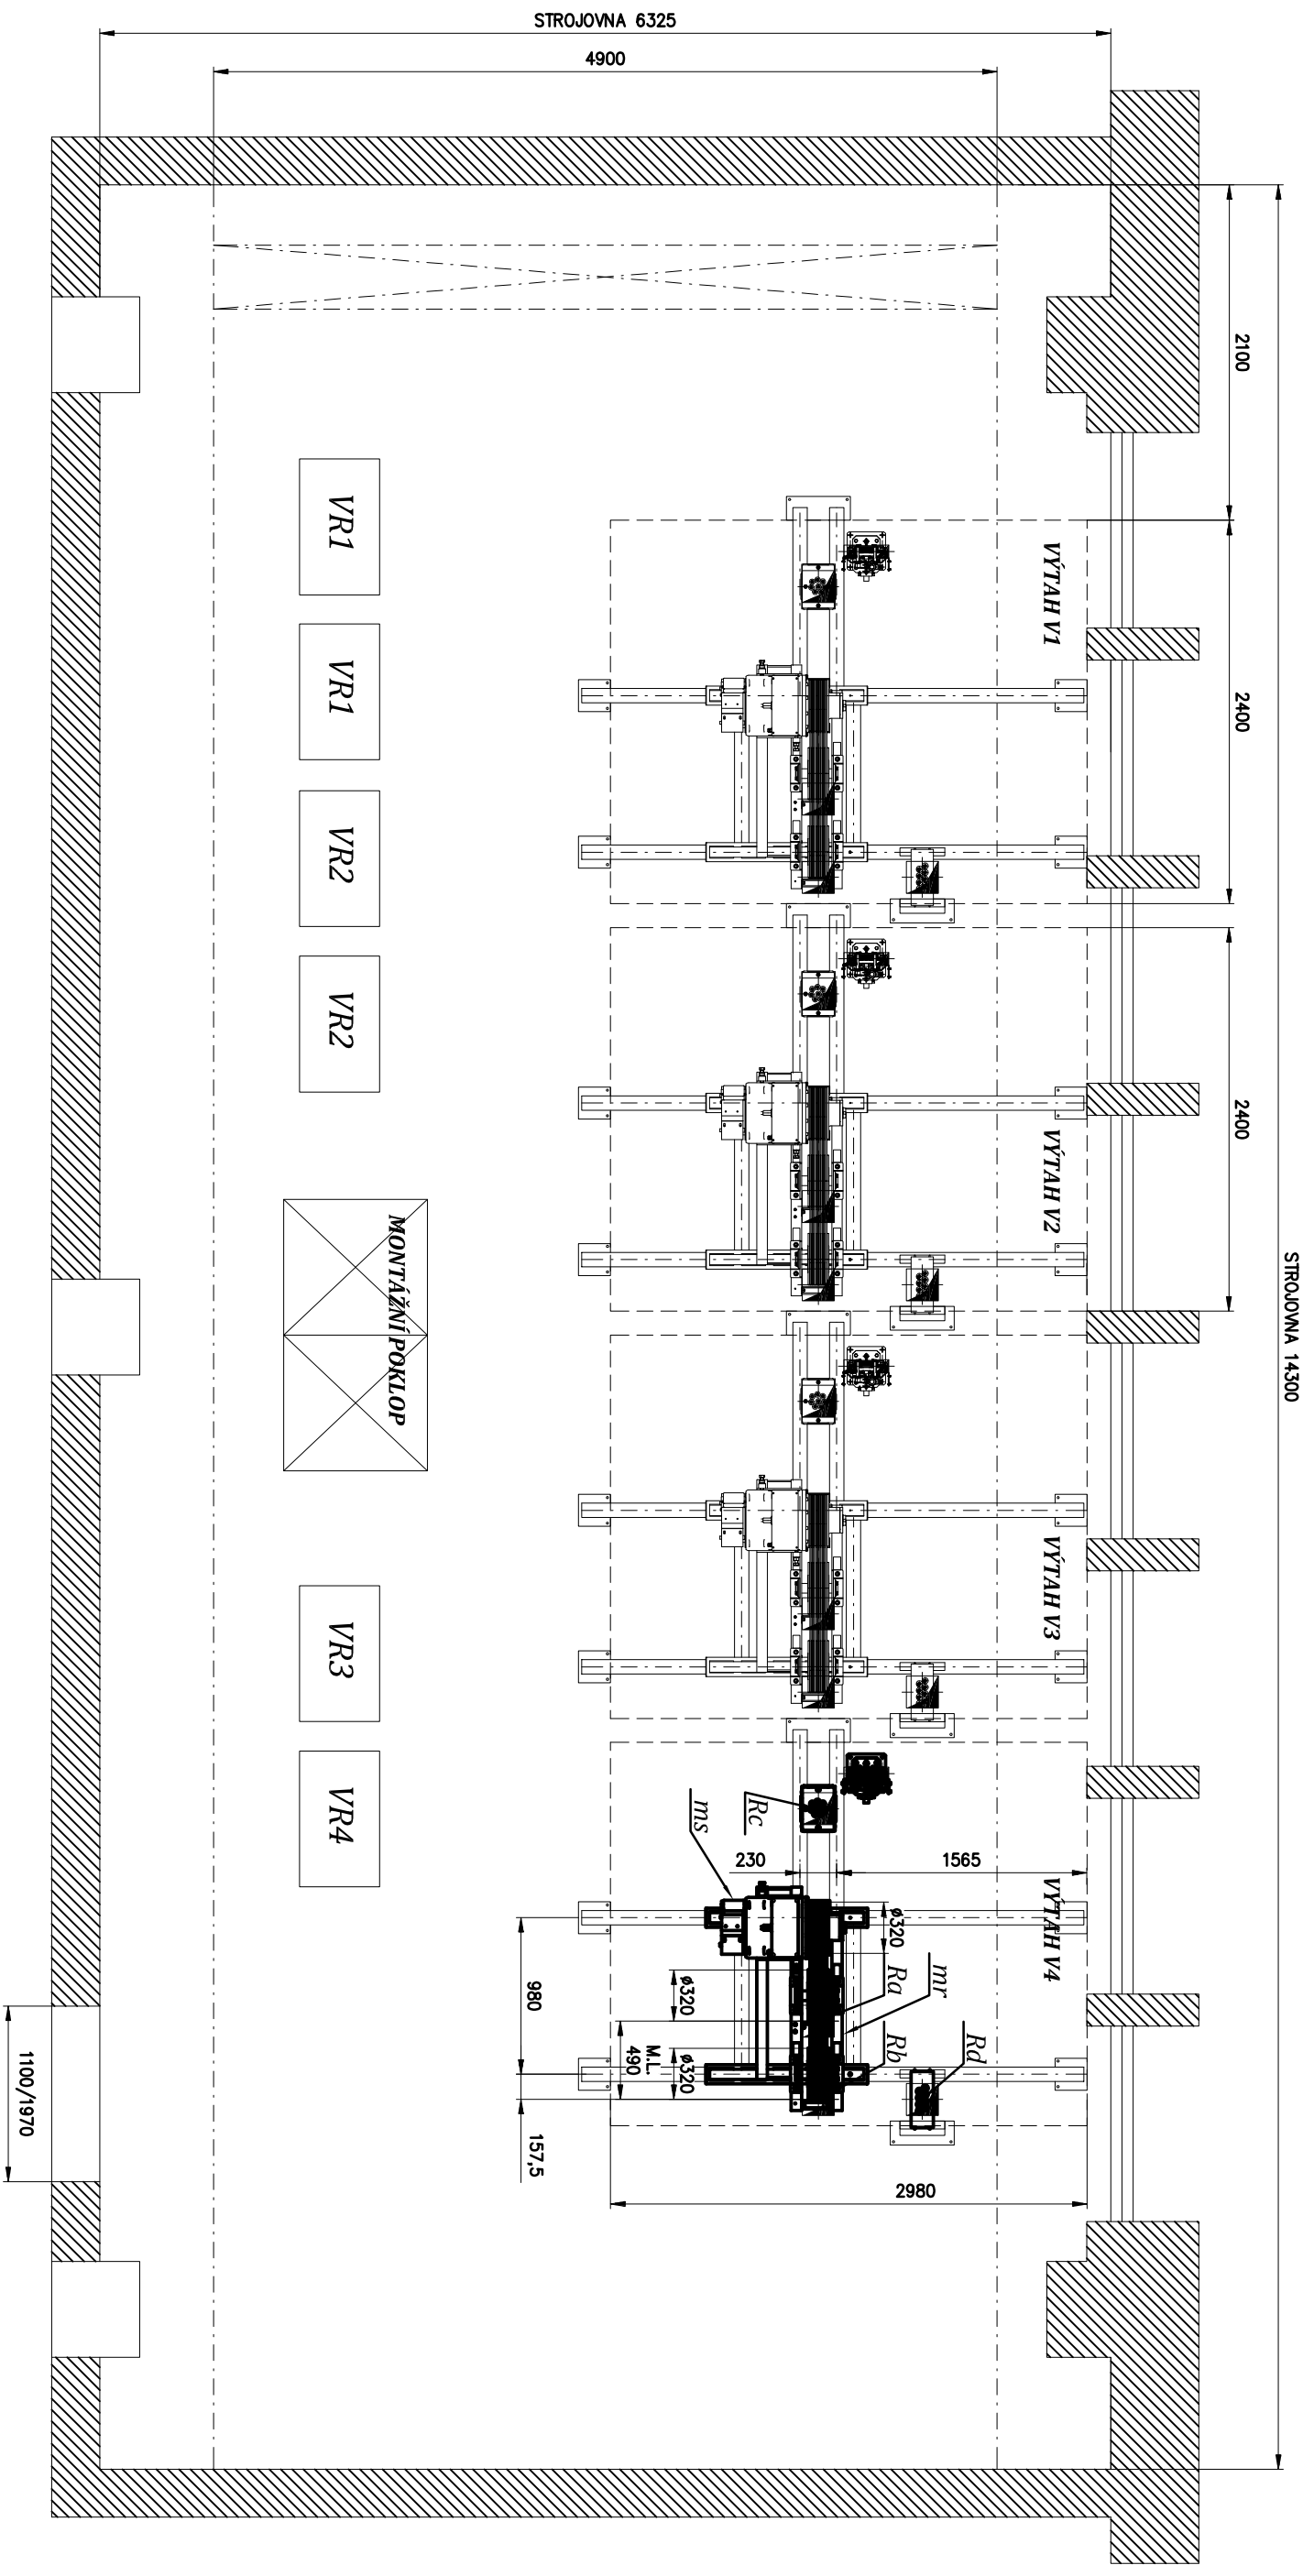 STROJOVNA 6325
4900
STROJOVNA 14300
2100
2400
2400
VÝTAH V1
VÝTAH V2
VÝTAH V3
VÝTAH V4
VR1
VR1
VR2
VR2
MONTÁŽNÍ POKLOP
VR3
VR4
Rc
ms
230
1565
ø320
Ra
mr
Rb
Rd
ø320
M.L.
490
ø320
980
157,5
2980
1100/1970